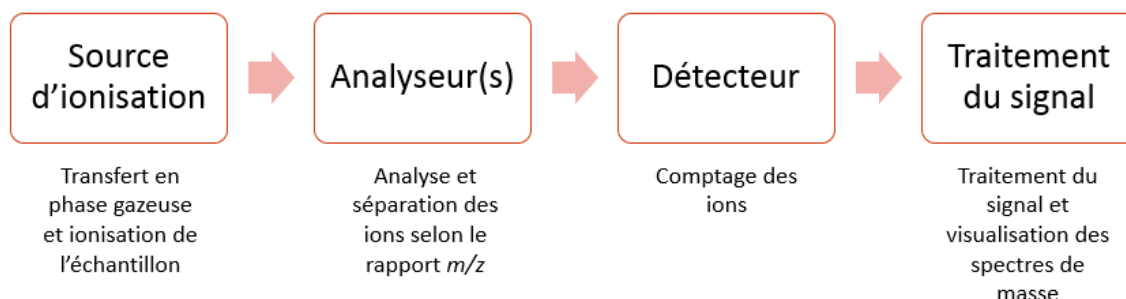 Source
d'ionisation
Analyseur(s)
Détecteur
Traitement
du signal
Transfert en
phase gazeuse
et ionisation de
l'échantillon
Analyse et
séparation des
ions selon le
rapport m/z
Comptage des
ions
Traitement du
signal et
visualisation des
spectres de
masse